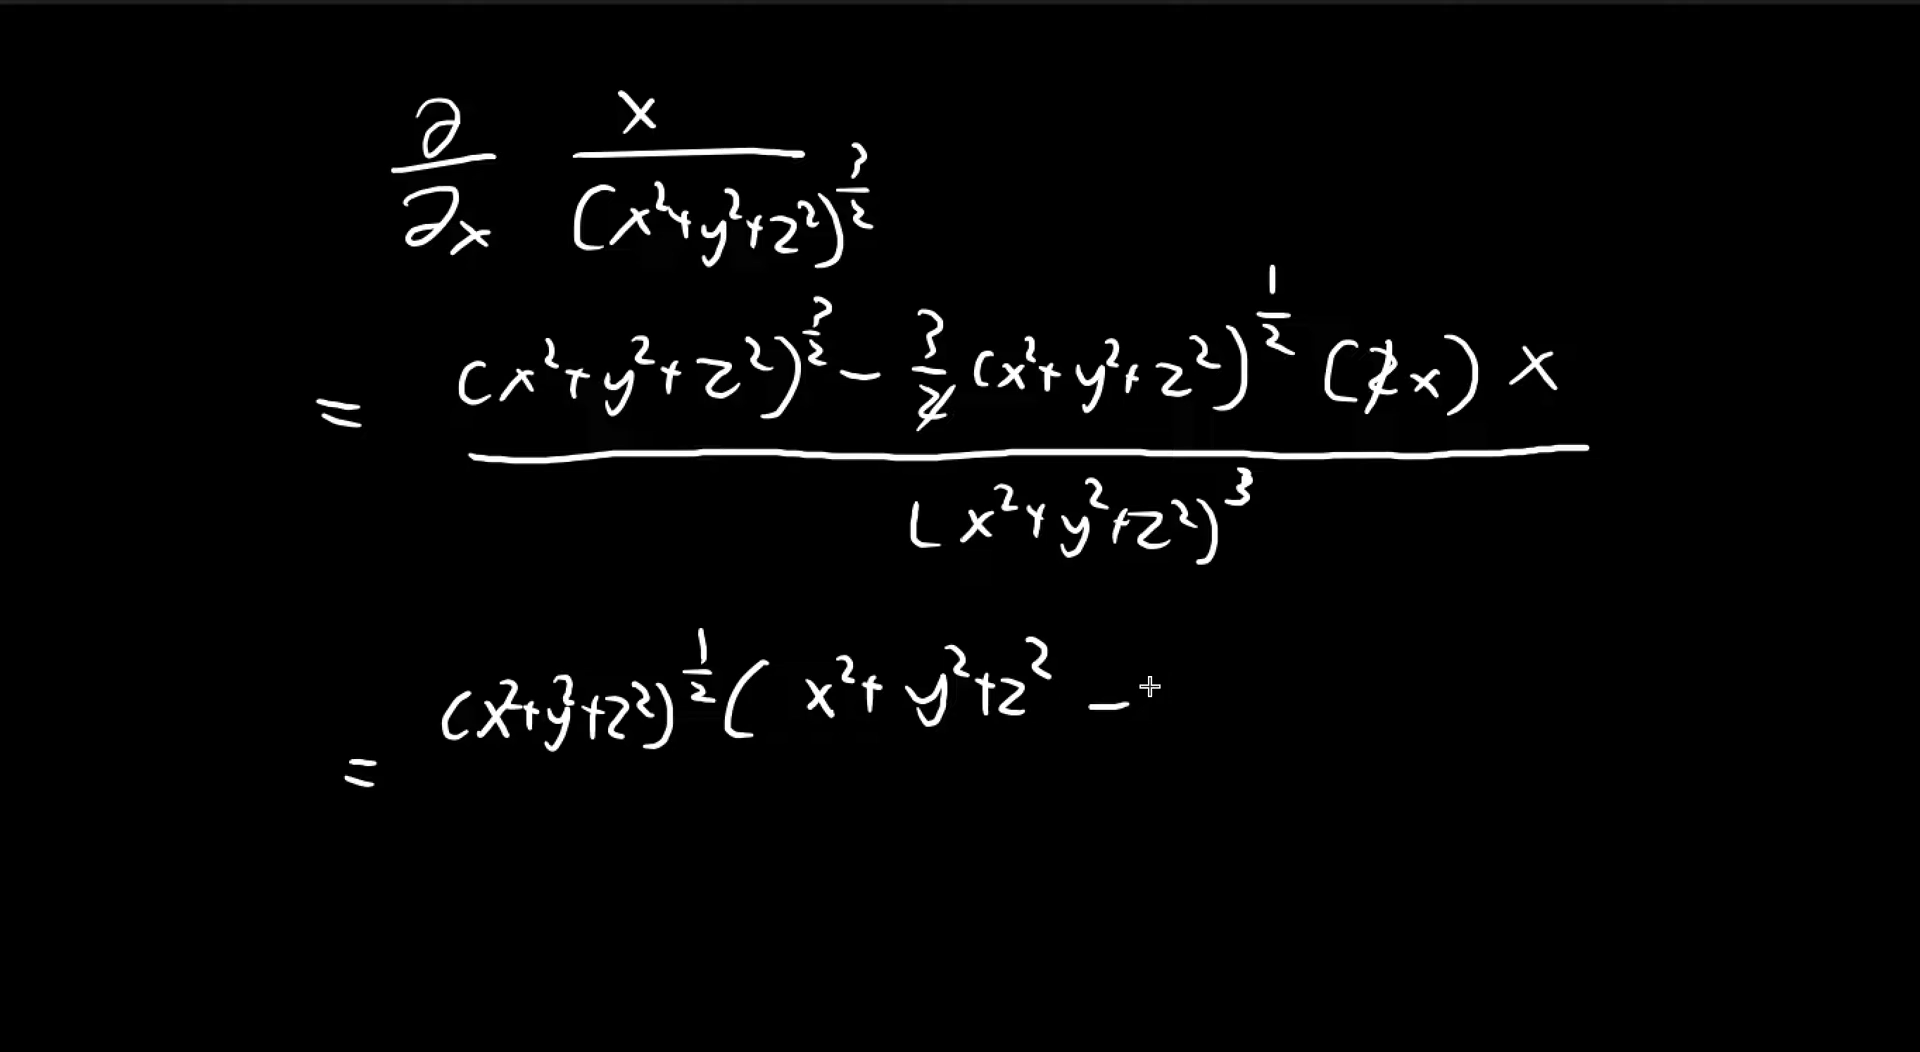 ∂/∂x x/(x²+y²+z²)^(3/2)
= ((x²+y²+z²)^(3/2) - 3/2 (x²+y²+z²)^(1/2) (2x) x)/(x²+y²+z²)³
= (x²+y²+z²)^(1/2) ( x²+y²+z² -